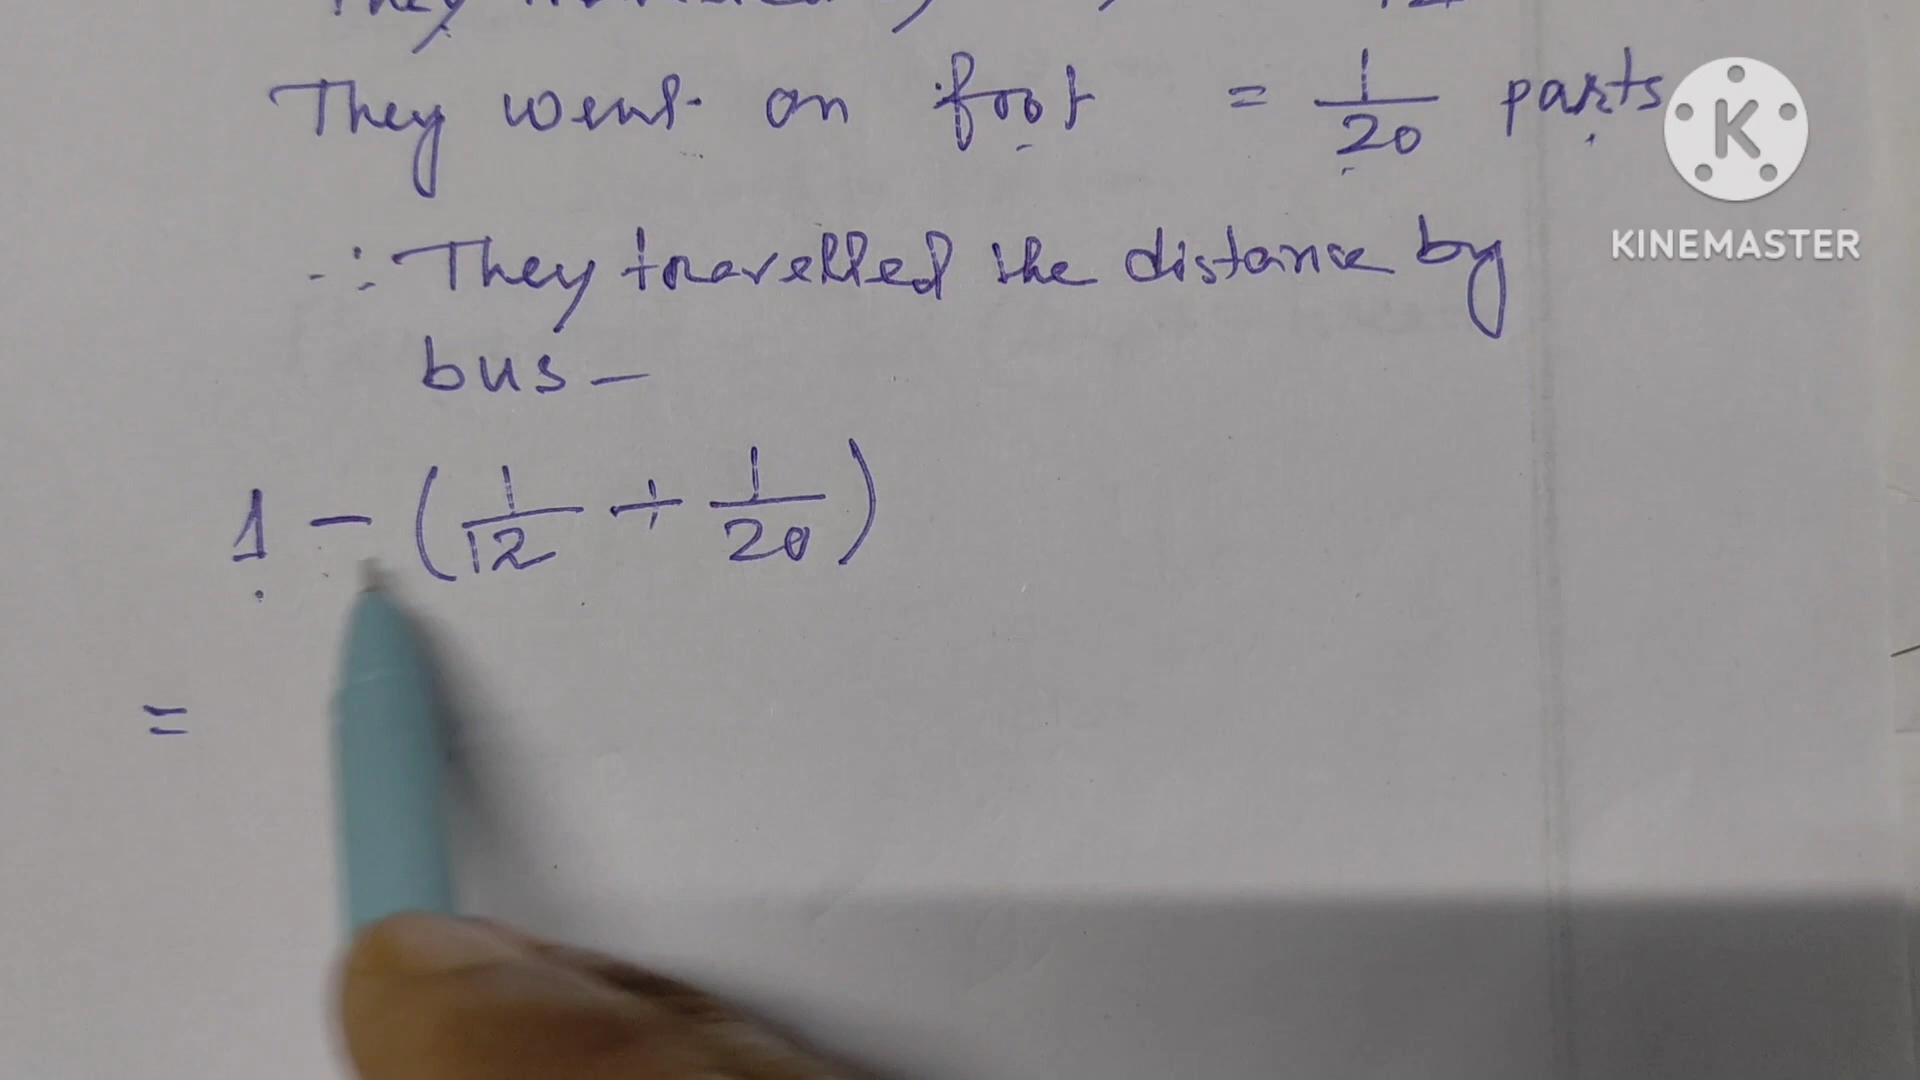 They
They went on foot = 1/20 parts
∴ They travelled the distance by
bus –
1 – (1/12 + 1/20)
=
K
KINEMASTER